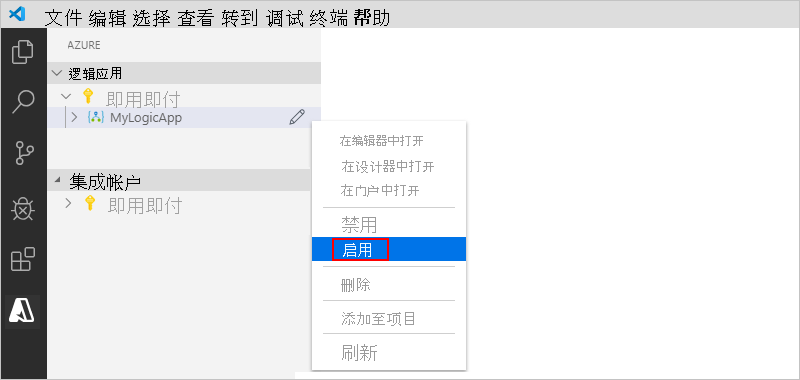 文件 编辑 选择 查看 转到 调试 终端 帮助
AZURE
逻辑应用
即用即付
MyLogicApp
集成帐户
即用即付
在编辑器中打开
在设计器中打开
在门户中打开
禁用
启用
删除
添加至项目
刷新